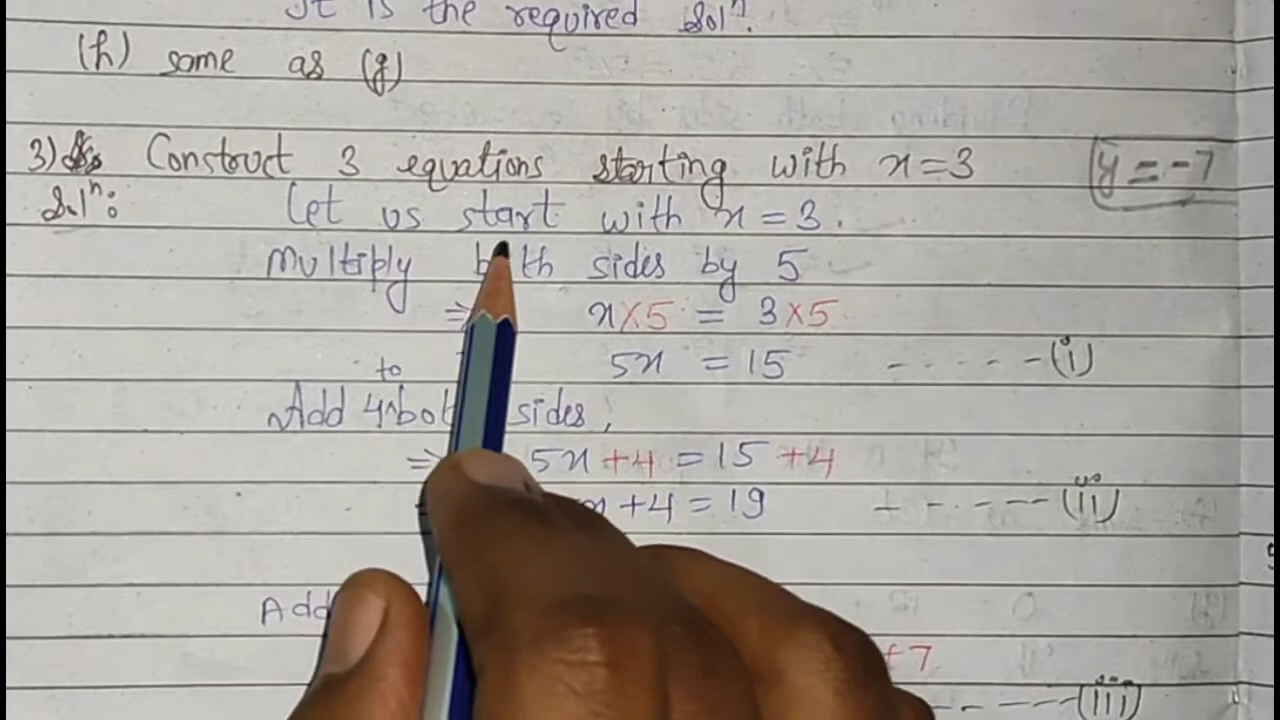 It is the required Solⁿ.
(h) same as (g)
3) Construct 3 equations starting with x=3 y=-7
Solⁿ: Let us start with x=3.
Multiply both sides by 5
⇒ x×5 = 3×5
5x = 15 -----(i)
to
Add 4^both sides,
⇒ 5x+4=15+4
x+4=19 -----(ii)
Add
+7
-----(iii)